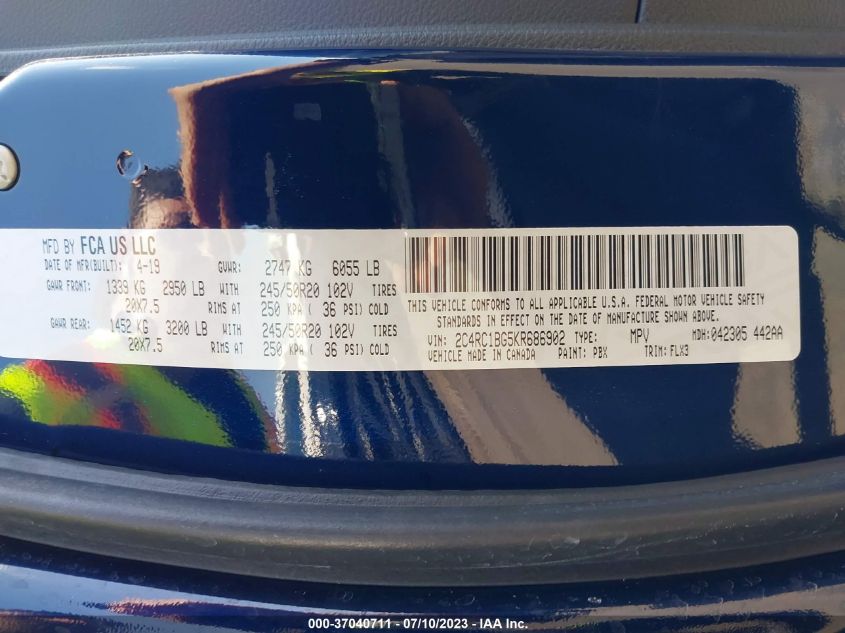 MFD BY FCA US LLC
DATE OF MFR(BUILT): 4-19 GVWR: 2747 KG 6055 LB
GAWR FRONT: 1339 KG 2950 LB WITH 245/50R20 102V TIRES
20X7.5 RIMS AT 250 KPA ( 36 PSI) COLD
GAWR REAR: 1452 KG 3200 LB WITH 245/50R20 102V TIRES
20X7.5 RIMS AT 250 KPA ( 36 PSI) COLD
THIS VEHICLE CONFORMS TO ALL APPLICABLE U.S.A. FEDERAL MOTOR VEHICLE SAFETY
STANDARDS IN EFFECT ON THE DATE OF MANUFACTURE SHOWN ABOVE.
VIN: 2C4RC1BG5KR686902 TYPE: MPV MDH: 042305 442AA
VEHICLE MADE IN CANADA PAINT: PBX TRIM: FLX3
000-37040711 - 07/10/2023 - IAA Inc.